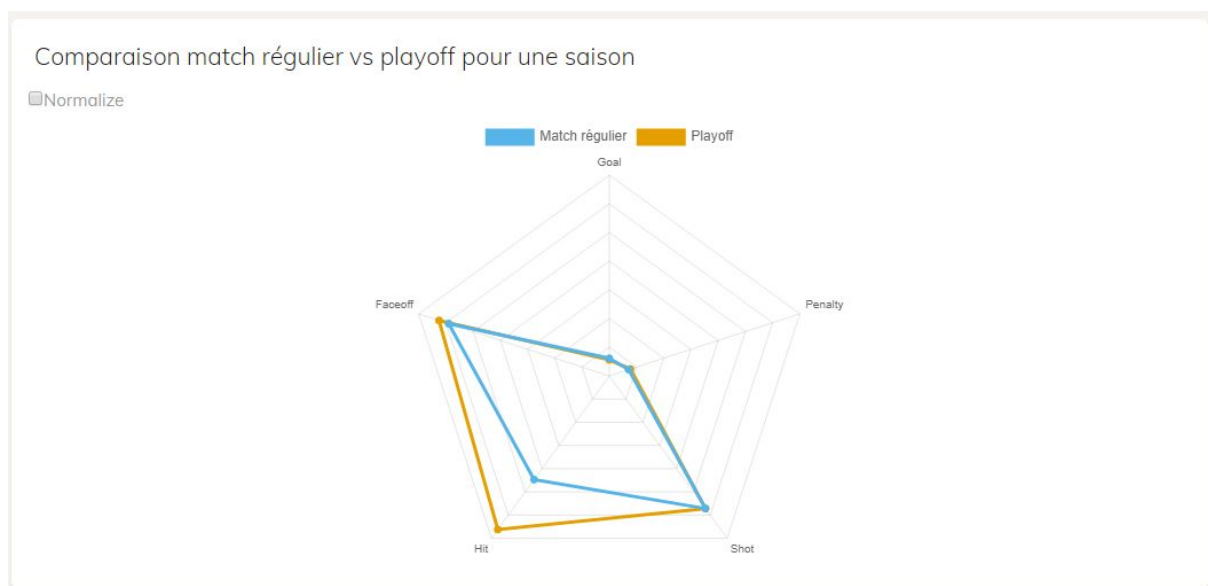 Comparaison match régulier vs playoff pour une saison
Normalize
Match régulier Playoff
Goal
Faceoff Penalty
Hit Shot